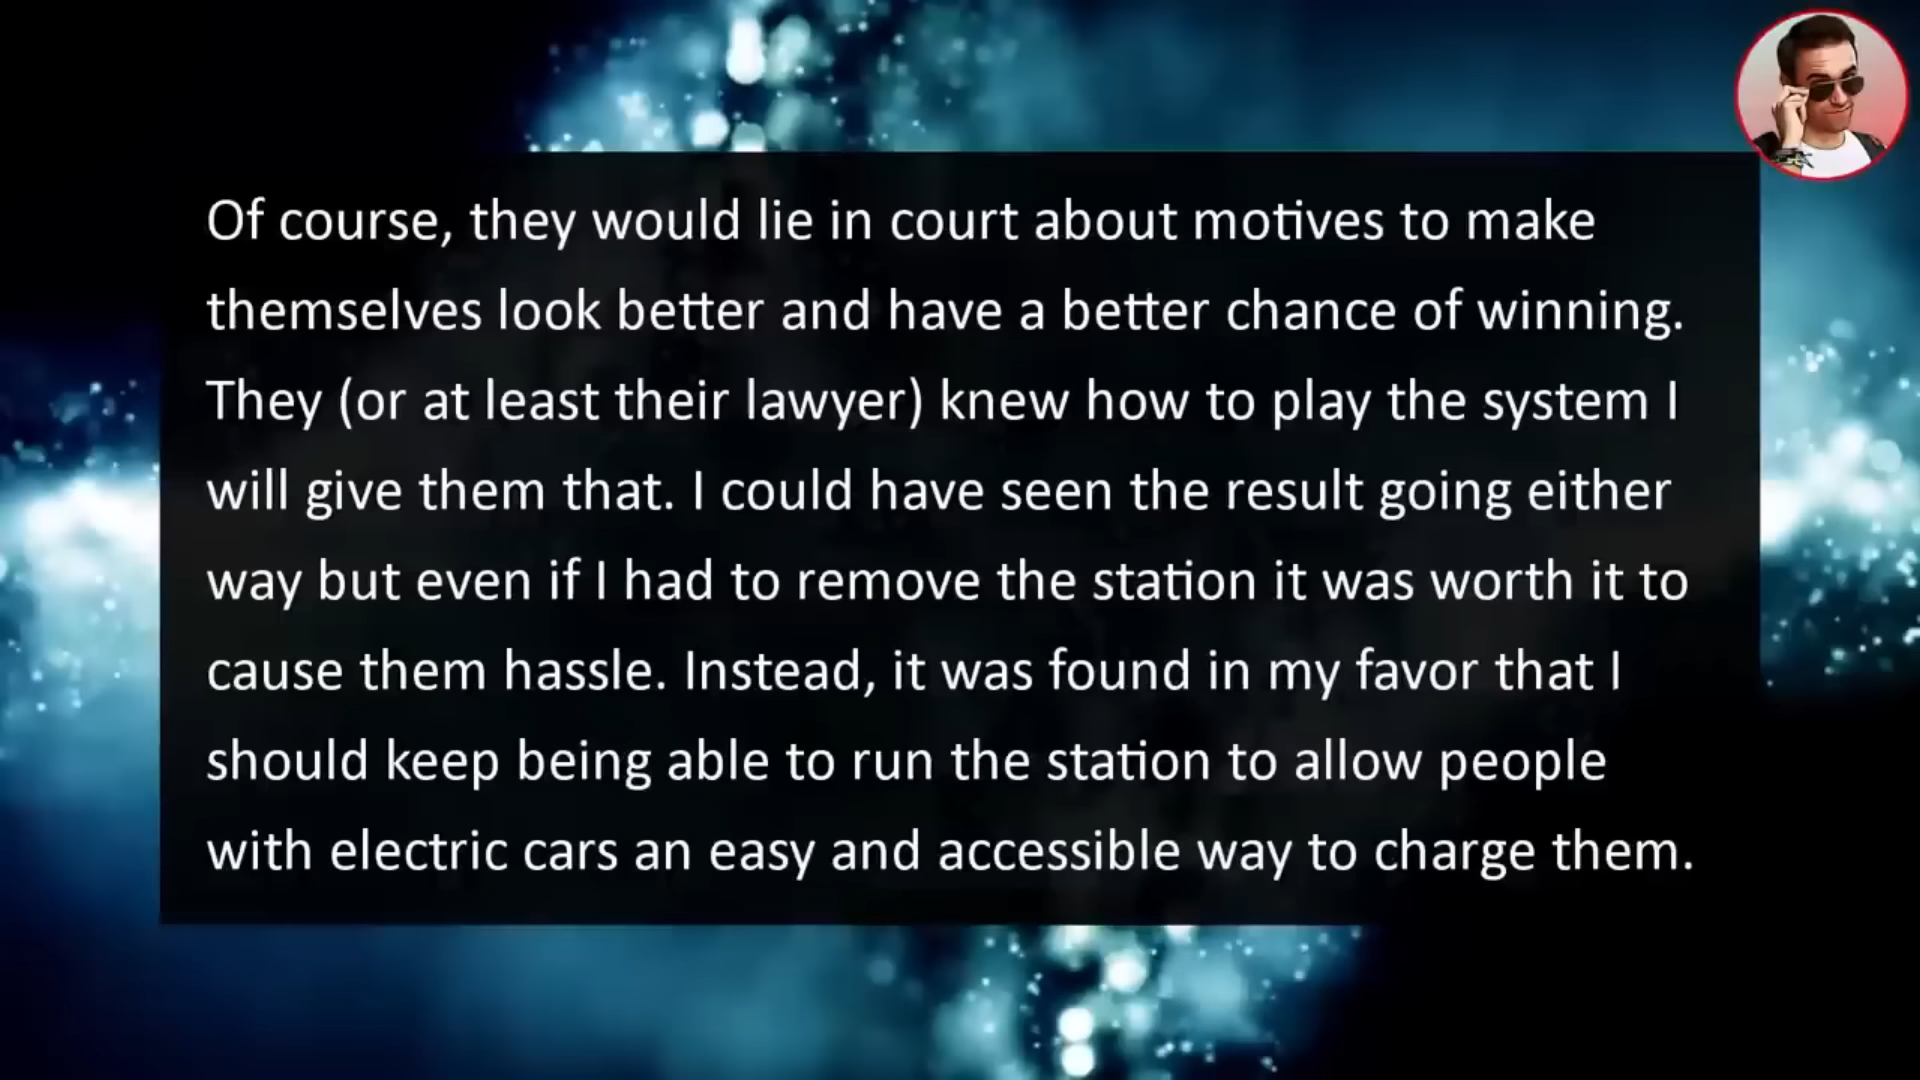 Of course, they would lie in court about motives to make
themselves look better and have a better chance of winning.
They (or at least their lawyer) knew how to play the system I
will give them that. I could have seen the result going either
way but even if I had to remove the station it was worth it to
cause them hassle. Instead, it was found in my favor that I
should keep being able to run the station to allow people
with electric cars an easy and accessible way to charge them.